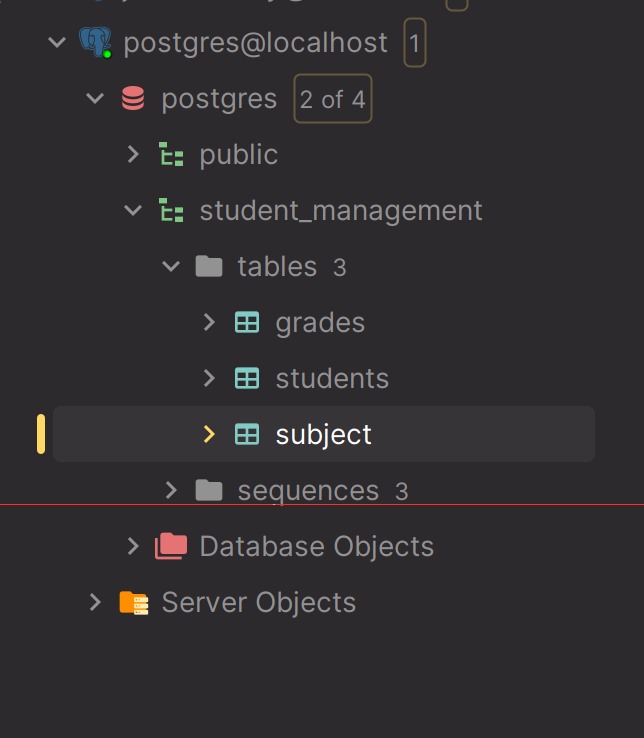 postgres@localhost 1
postgres 2 of 4
public
student_management
tables 3
grades
students
subject
sequences 3
Database Objects
Server Objects